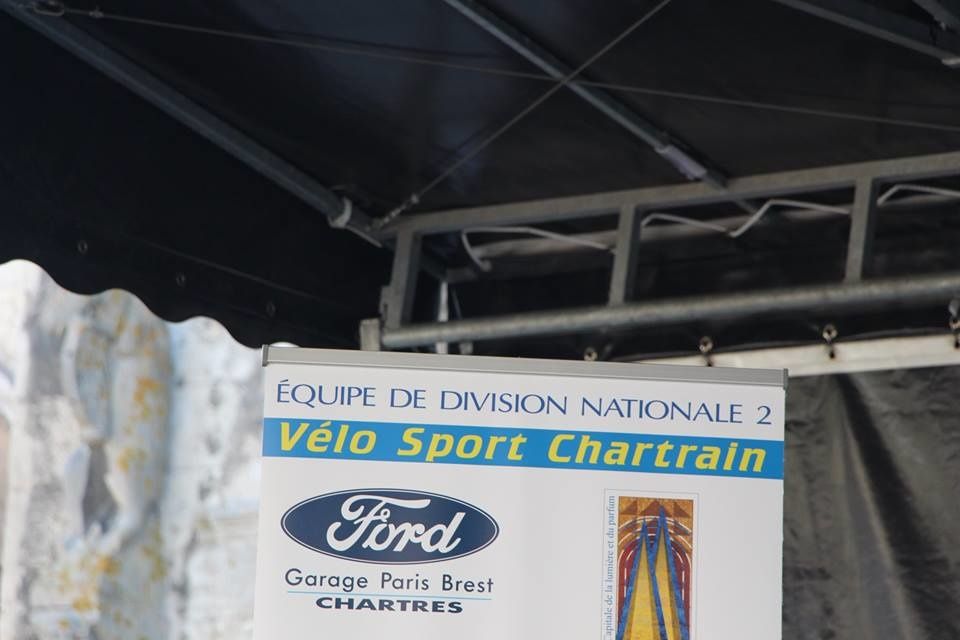 ÉQUIPE DE DIVISION NATIONALE 2
Vélo Sport Chartrain
Ford
Garage Paris Brest
CHARTRES
Capitale de la lumière et du parfum